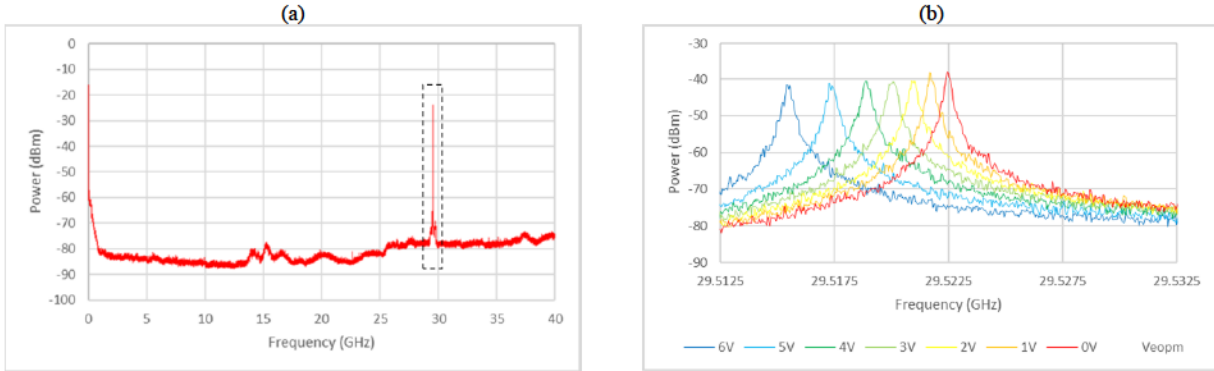 (a)
0
-10
-20
-30
-40
-50
-60
-70
-80
-90
-100
Power (dBm)
0 5 10 15 20 25 30 35 40
Frequency (GHz)
(b)
-30
-40
-50
-60
-70
-80
-90
Power (dBm)
29.5125 29.5175 29.5225 29.5275 29.5325
Frequency (GHz)
6V 5V 4V 3V 2V 1V 0V Veopm